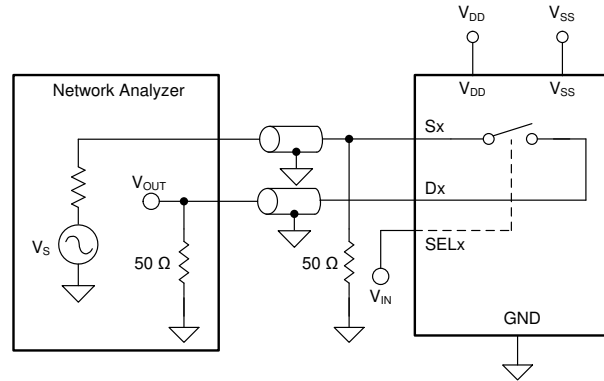 V_DD
V_SS
Network Analyzer
V_DD
V_SS
Sx
V_OUT
Dx
V_S
50 Ω
50 Ω
SELx
V_IN
GND